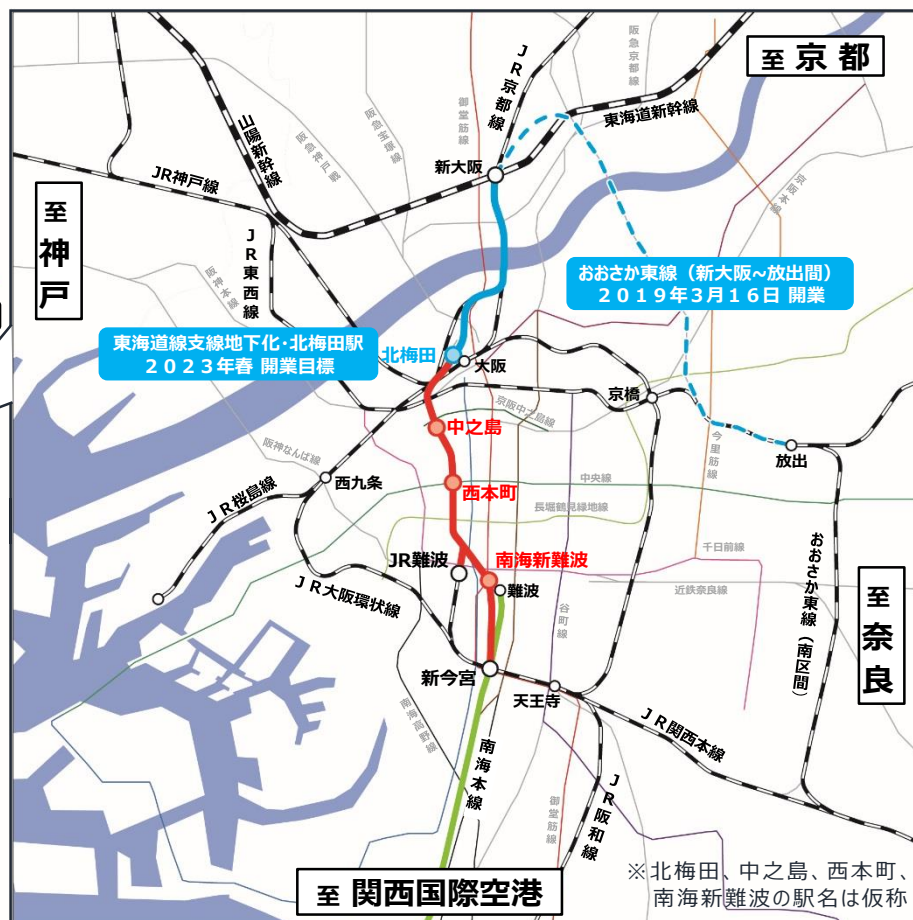 至 京都
JR京都線
阪急京都線
御堂筋線
東海道新幹線
山陽新幹線
阪急宝塚線
阪急神戸戦
新大阪
JR神戸線
京阪本線
至 神戸
JR東西線
阪神本線
おおさか東線（新大阪~放出間）
2019年3月16日 開業
東海道線支線地下化・北梅田駅
2023年春 開業目標
北梅田
大阪
京橋
京阪中之島線
中之島
今里筋線
放出
阪神なんば線
西九条
西本町
中央線
長堀鶴見緑地線
JR桜島線
千日前線
おおさか東線（南区間）
JR難波
南海新難波
難波
近鉄奈良線
JR大阪環状線
谷町線
至 奈良
新今宮
天王寺
南海高野線
南海本線
JR関西本線
御堂筋線
JR阪和線
至 関西国際空港
※北梅田、中之島、西本町、
南海新難波の駅名は仮称